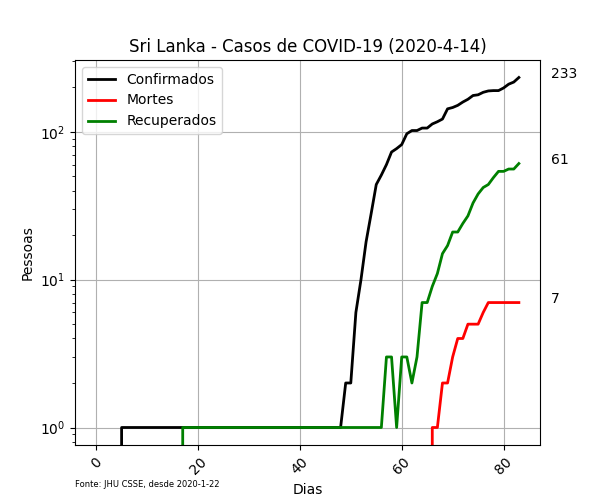 Sri Lanka - Casos de COVID-19 (2020-4-14)
Confirmados
Mortes
Recuperados
233
61
7
10²
10¹
10⁰
Pessoas
0 20 40 60 80
Dias
Fonte: JHU CSSE, desde 2020-1-22